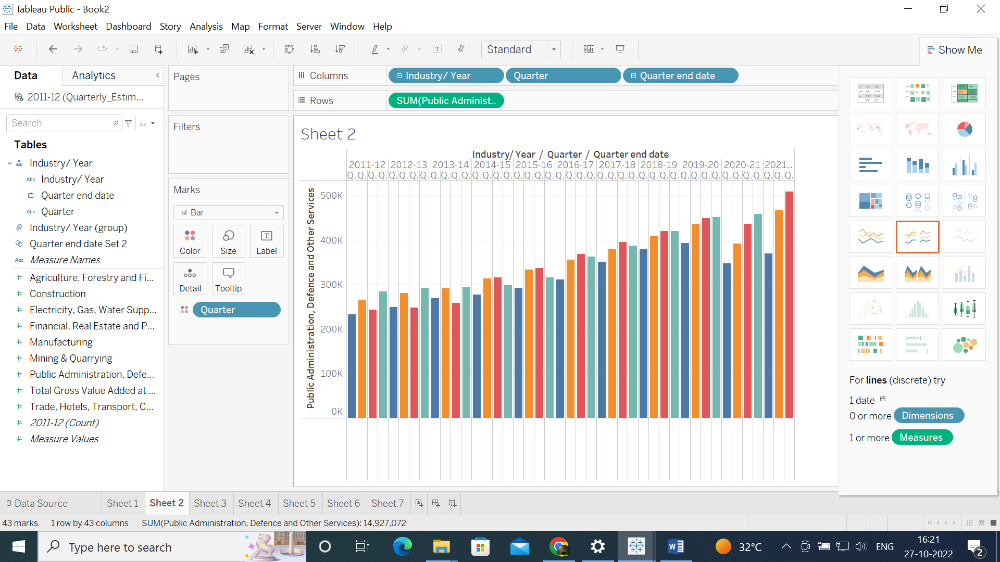 Tableau Public - Book2
File Data Worksheet Dashboard Story Analysis Map Format Server Window Help
Standard
Show Me
Data
Analytics
2011-12 (Quarterly_Estim...
Search
Tables
Industry/ Year
Abc Industry/ Year
Quarter end date
Abc Quarter
Industry/ Year (group)
Quarter end date Set 2
Abc Measure Names
# Agriculture, Forestry and Fi...
# Construction
# Electricity, Gas, Water Supp...
# Financial, Real Estate and P...
# Manufacturing
# Mining & Quarrying
# Public Administration, Defe...
# Total Gross Value Added at ...
# Trade, Hotels, Transport, C...
# 2011-12 (Count)
# Measure Values
Pages
Filters
Marks
Bar
Color Size Label
Detail Tooltip
Quarter
Columns Industry/ Year Quarter Quarter end date
Rows SUM(Public Administ..
Sheet 2
Industry/ Year / Quarter / Quarter end date
2011-12 2012-13 2013-14 2014-15 2015-16 2016-17 2017-18 2018-19 2019-20 2020-21 2021..
Q. Q. Q. Q. Q. Q. Q. Q. Q. Q. Q. Q. Q. Q. Q. Q. Q. Q. Q. Q. Q. Q. Q. Q. Q. Q. Q. Q. Q. Q. Q. Q. Q. Q. Q. Q. Q. Q. Q. Q. Q. Q. Q.
Public Administration, Defence and Other Services
500K
400K
300K
200K
100K
0K
For lines (discrete) try
1 date
0 or more Dimensions
1 or more Measures
Data Source Sheet 1 Sheet 2 Sheet 3 Sheet 4 Sheet 5 Sheet 6 Sheet 7
43 marks 1 row by 43 columns SUM(Public Administration, Defence and Other Services): 14,927,072
Type here to search
32°C
ENG
16:21
27-10-2022
2